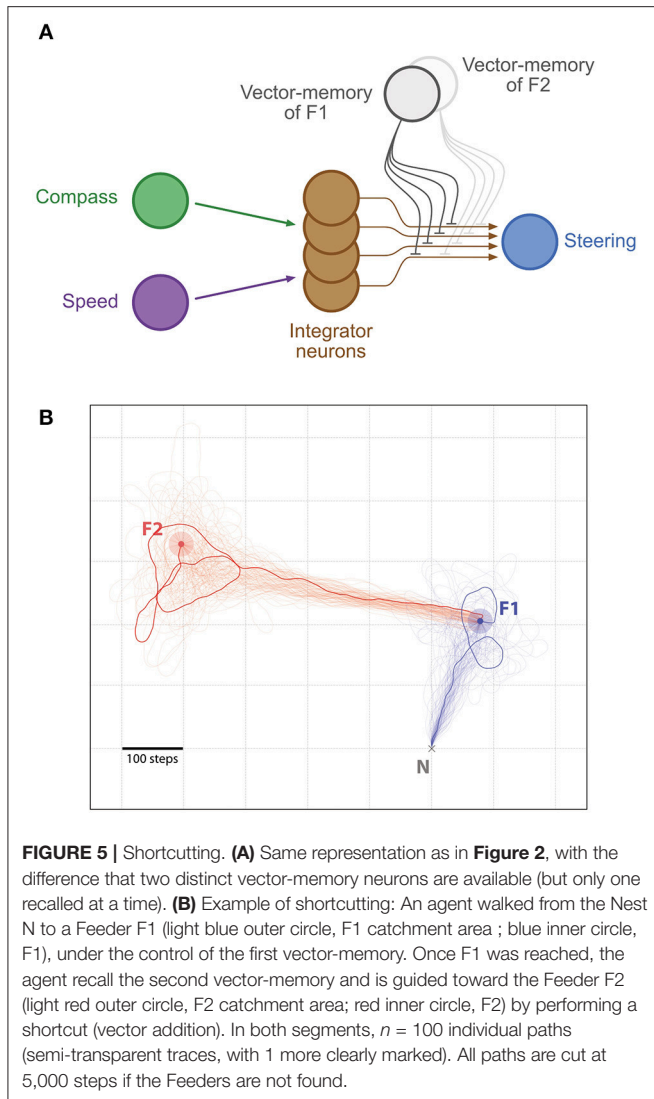 A
Vector-memory
of F1
Vector-memory
of F2
Compass
Speed
Integrator
neurons
Steering
B
F2
F1
100 steps
N
FIGURE 5 | Shortcutting. (A) Same representation as in Figure 2, with the
difference that two distinct vector-memory neurons are available (but only one
recalled at a time). (B) Example of shortcutting: An agent walked from the Nest
N to a Feeder F1 (light blue outer circle, F1 catchment area ; blue inner circle,
F1), under the control of the first vector-memory. Once F1 was reached, the
agent recall the second vector-memory and is guided toward the Feeder F2
(light red outer circle, F2 catchment area; red inner circle, F2) by performing a
shortcut (vector addition). In both segments, n = 100 individual paths
(semi-transparent traces, with 1 more clearly marked). All paths are cut at
5,000 steps if the Feeders are not found.